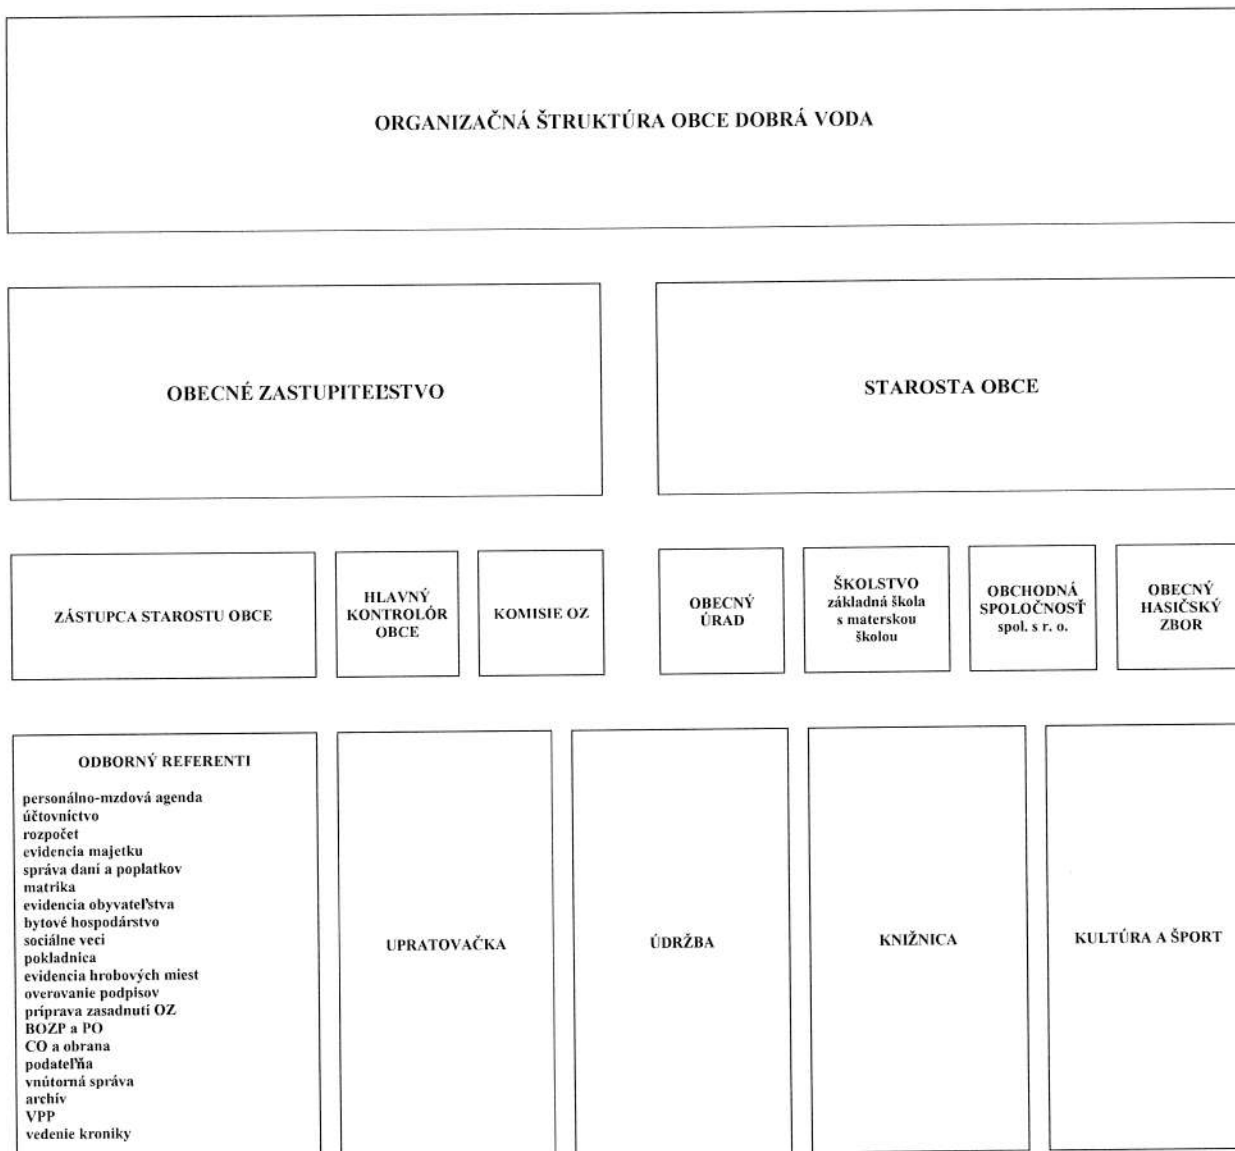 ORGANIZAČNÁ ŠTRUKTÚRA OBCE DOBRÁ VODA
OBECNÉ ZASTUPITEĽSTVO
STAROSTA OBCE
ZÁSTUPCA STAROSTU OBCE
HLAVNÝ
KONTROLÓR
OBCE
KOMISIE OZ
OBECNÝ
ÚRAD
ŠKOLSTVO
základná škola
s materskou
školou
OBCHODNÁ
SPOLOČNOSŤ
spol. s r. o.
OBECNÝ
HASIČSKÝ
ZBOR
ODBORNÝ REFERENTI
personálno-mzdová agenda
účtovníctvo
rozpočet
evidencia majetku
správa daní a poplatkov
matrika
evidencia obyvateľstva
bytové hospodárstvo
sociálne veci
pokladnica
evidencia hrobových miest
overovanie podpisov
príprava zasadnutí OZ
BOZP a PO
CO a obrana
podateľňa
vnútorná správa
archív
VPP
vedenie kroniky
UPRATOVAČKA
ÚDRŽBA
KNIŽNICA
KULTÚRA A ŠPORT